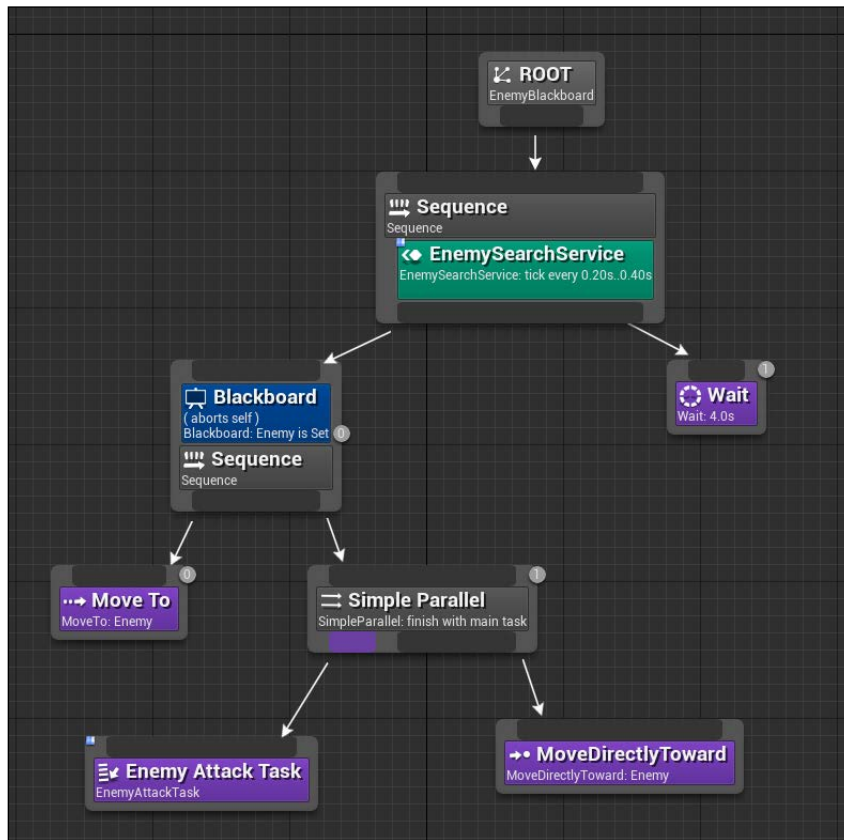 ROOT
EnemyBlackboard
Sequence
Sequence
EnemySearchService
EnemySearchService: tick every 0.20s..0.40s
Blackboard
( aborts self )
Blackboard: Enemy is Set
0
Sequence
Sequence
1
Wait
Wait: 4.0s
0
Move To
MoveTo: Enemy
1
Simple Parallel
SimpleParallel: finish with main task
Enemy Attack Task
EnemyAttackTask
MoveDirectlyToward
MoveDirectlyToward: Enemy